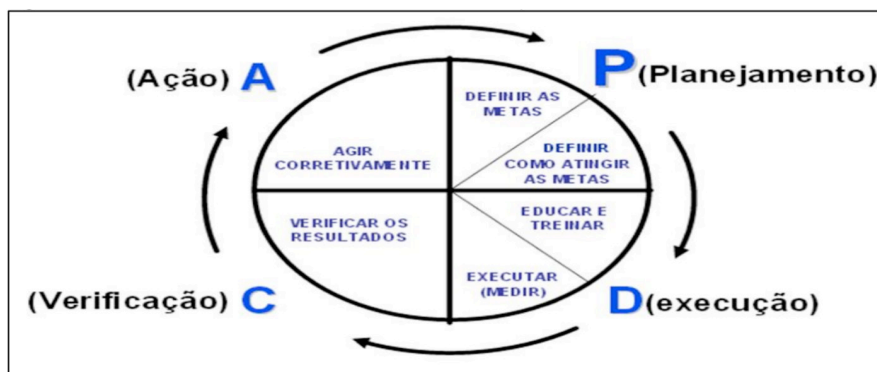 (Ação) A
P (Planejamento)
DEFINIR AS
METAS
DEFINIR
COMO ATINGIR
AS METAS
AGIR
CORRETIVAMENTE
EDUCAR E
TREINAR
VERIFICAR OS
RESULTADOS
EXECUTAR
(MEDIR)
(Verificação) C
D (execução)